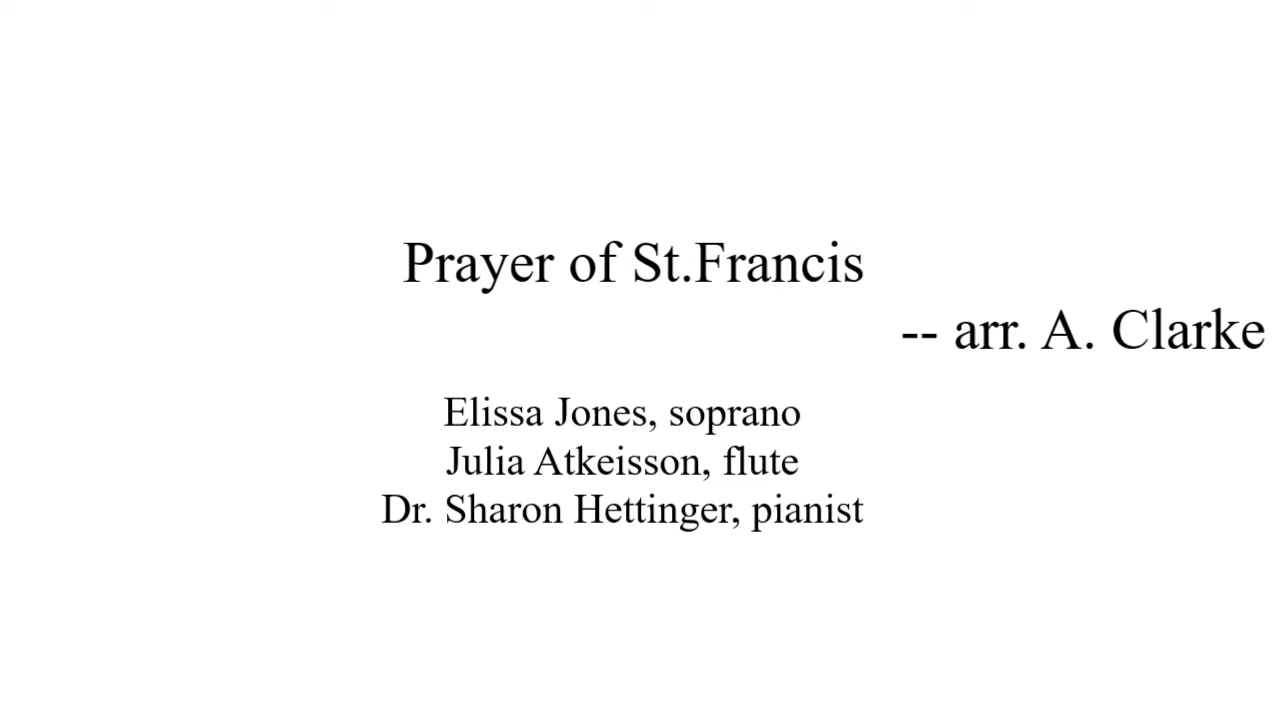 Prayer of St.Francis
-- arr. A. Clarke
Elissa Jones, soprano
Julia Atkeisson, flute
Dr. Sharon Hettinger, pianist